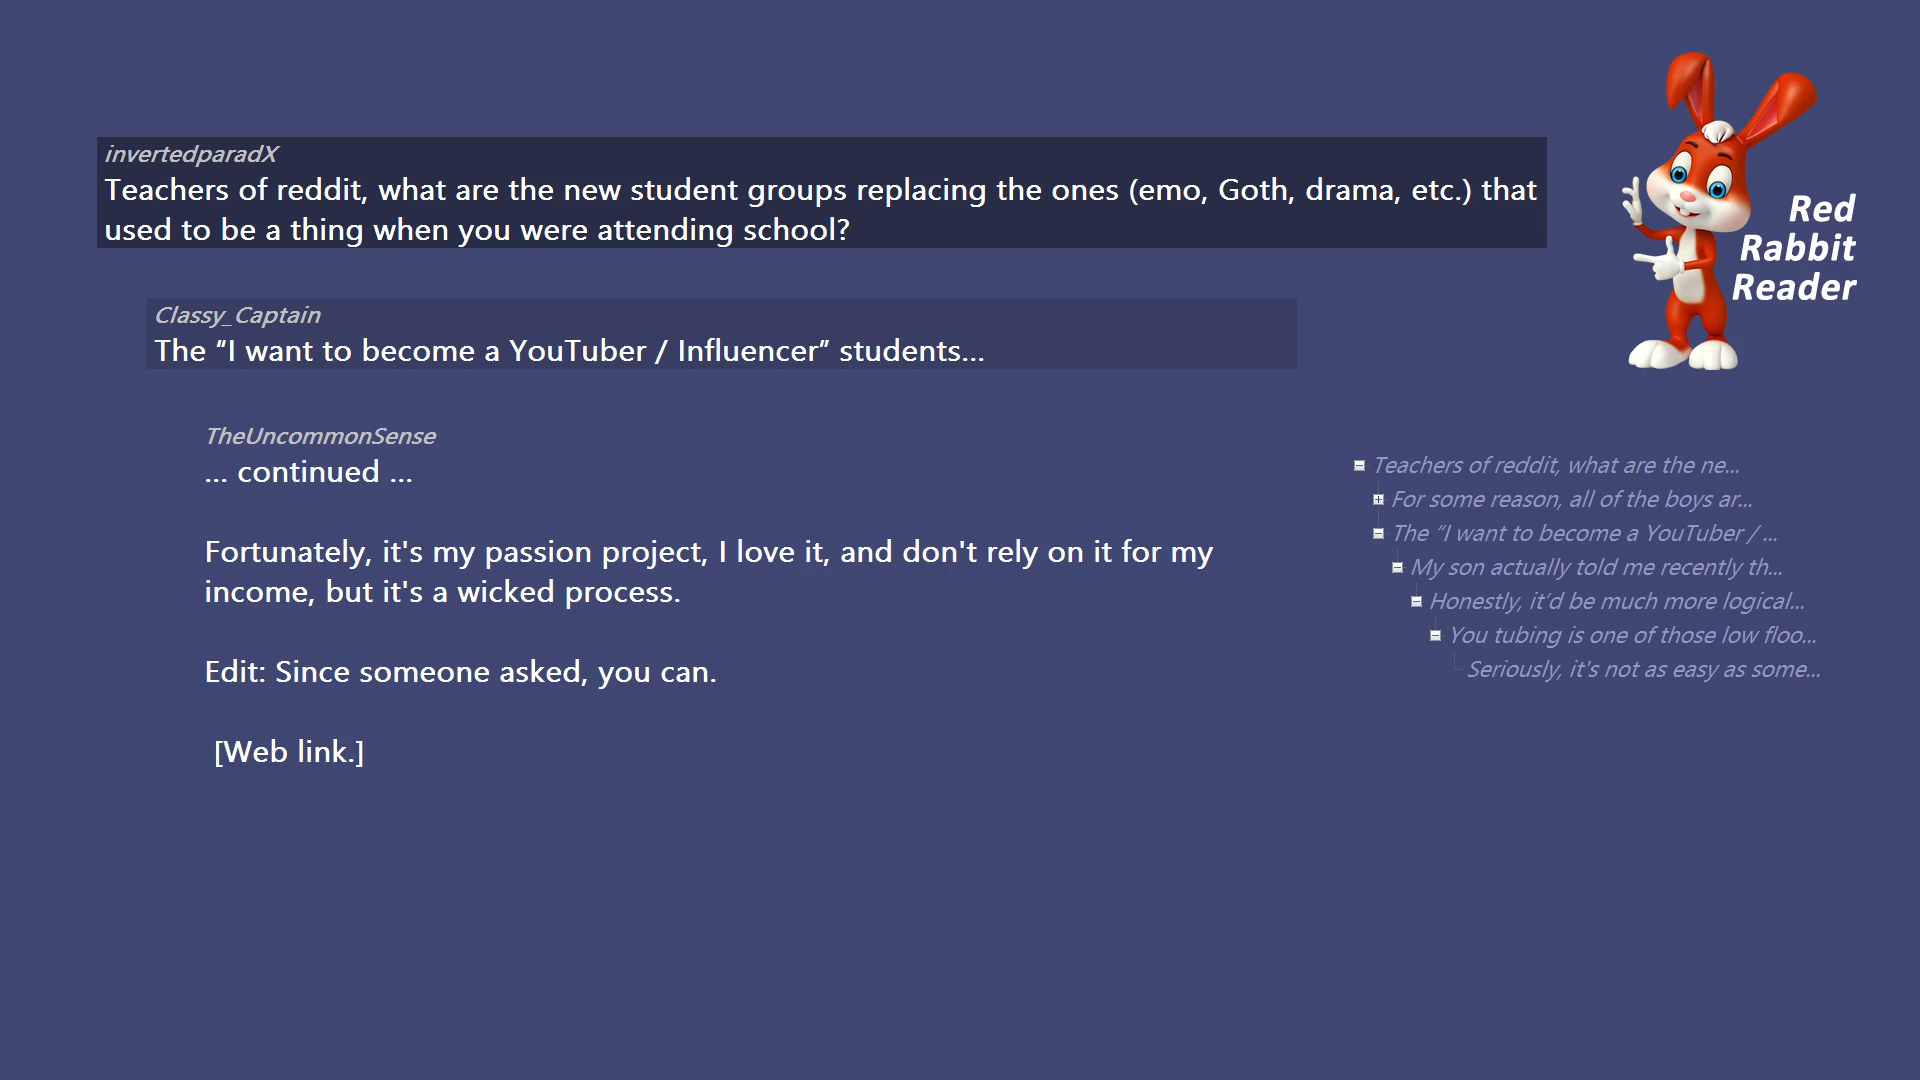 invertedparadX
Teachers of reddit, what are the new student groups replacing the ones (emo, Goth, drama, etc.) that
used to be a thing when you were attending school?
Classy_Captain
The “I want to become a YouTuber / Influencer” students...
TheUncommonSense
... continued ...
Fortunately, it's my passion project, I love it, and don't rely on it for my
income, but it's a wicked process.
Edit: Since someone asked, you can.
[Web link.]
Red
Rabbit
Reader
Teachers of reddit, what are the ne...
For some reason, all of the boys ar...
The “I want to become a YouTuber / ...
My son actually told me recently th...
Honestly, it’d be much more logical...
You tubing is one of those low floo...
Seriously, it's not as easy as some...